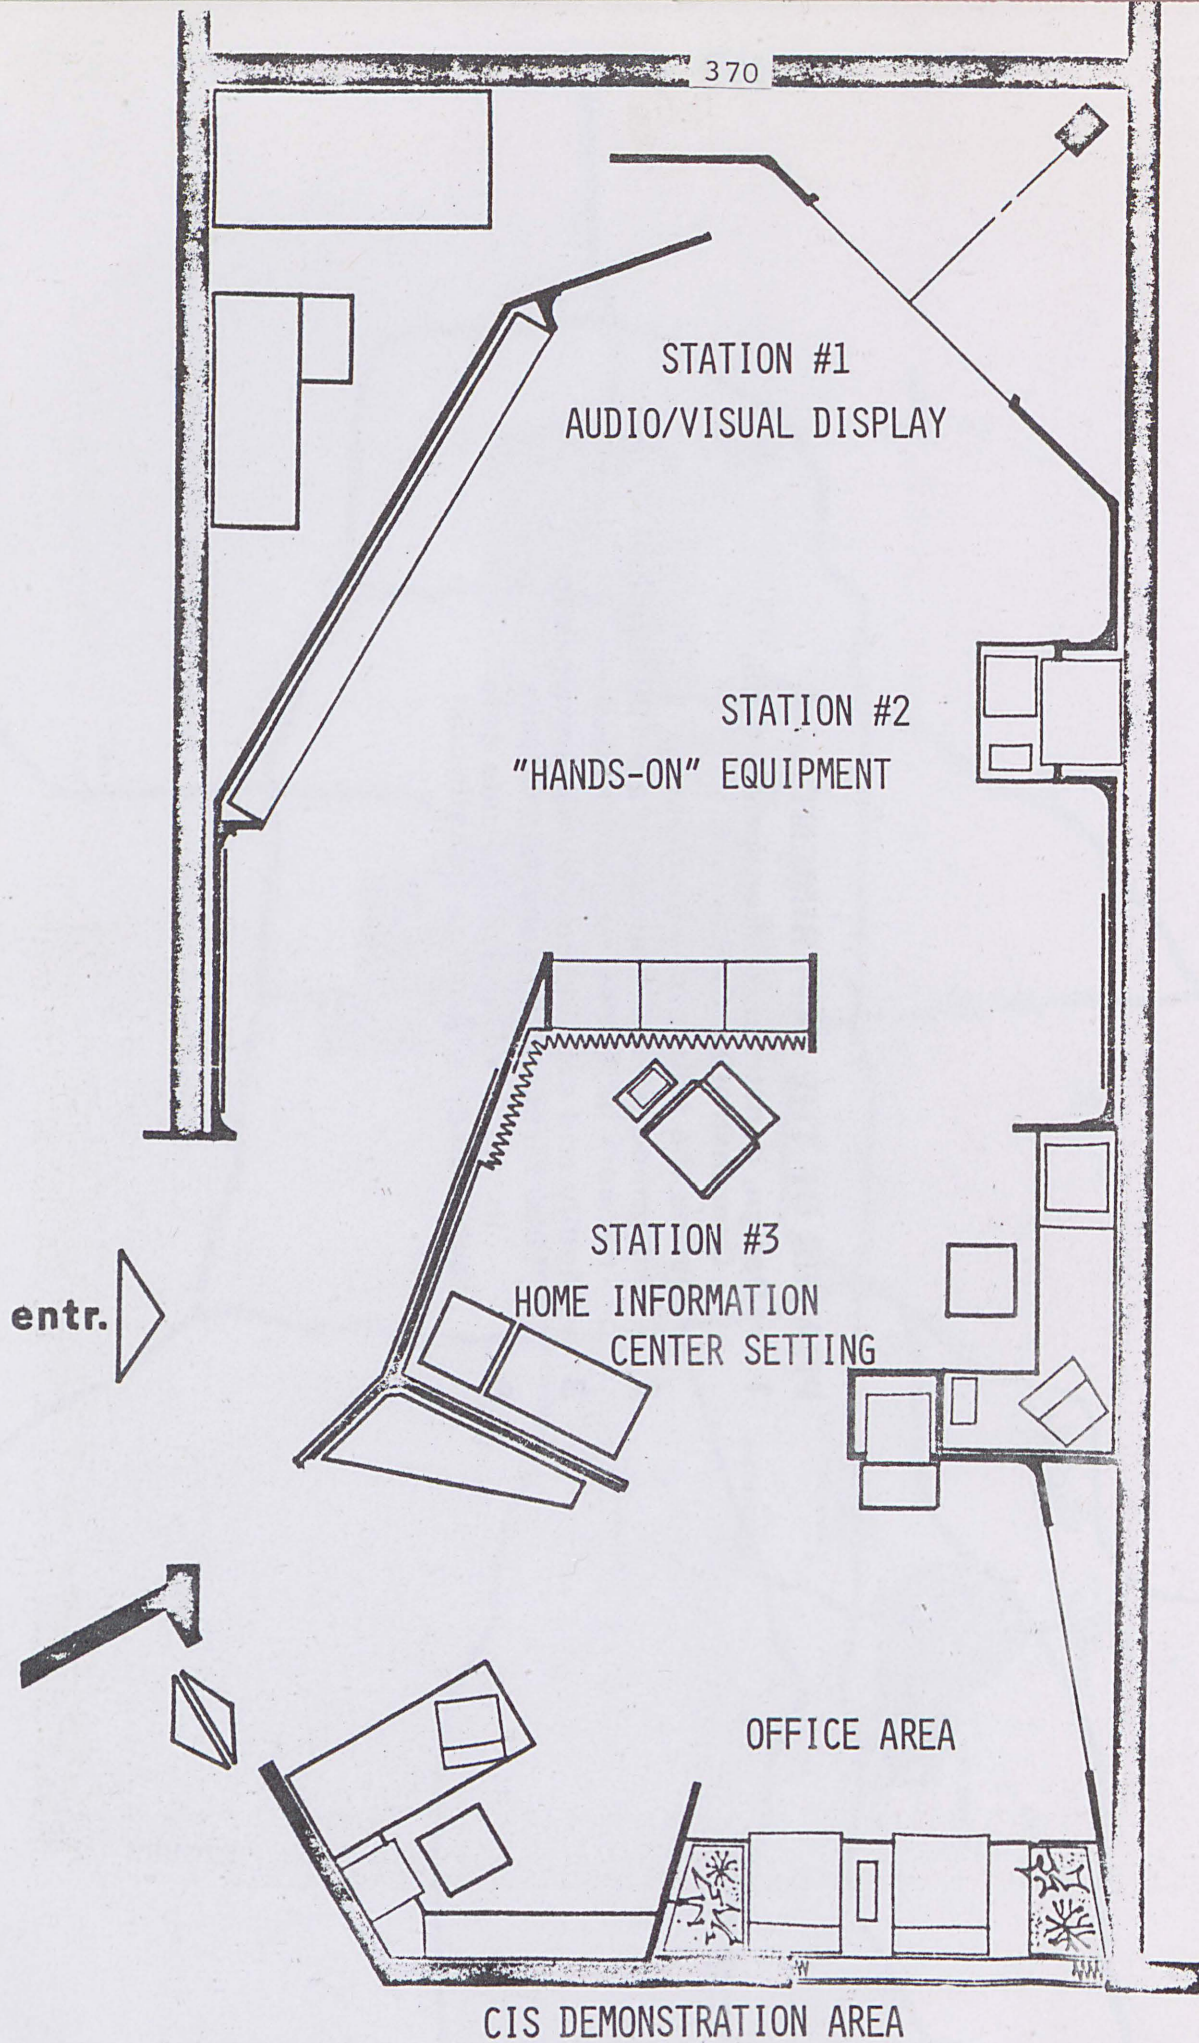 370
STATION #1
AUDIO/VISUAL DISPLAY
STATION #2
"HANDS-ON" EQUIPMENT
STATION #3
HOME INFORMATION
CENTER SETTING
entr.
OFFICE AREA
CIS DEMONSTRATION AREA